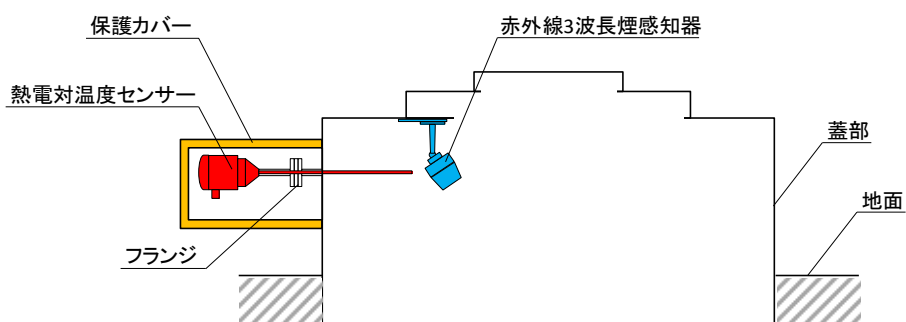 保護カバー
赤外線3波長煙感知器
熱電対温度センサー
蓋部
地面
フランジ